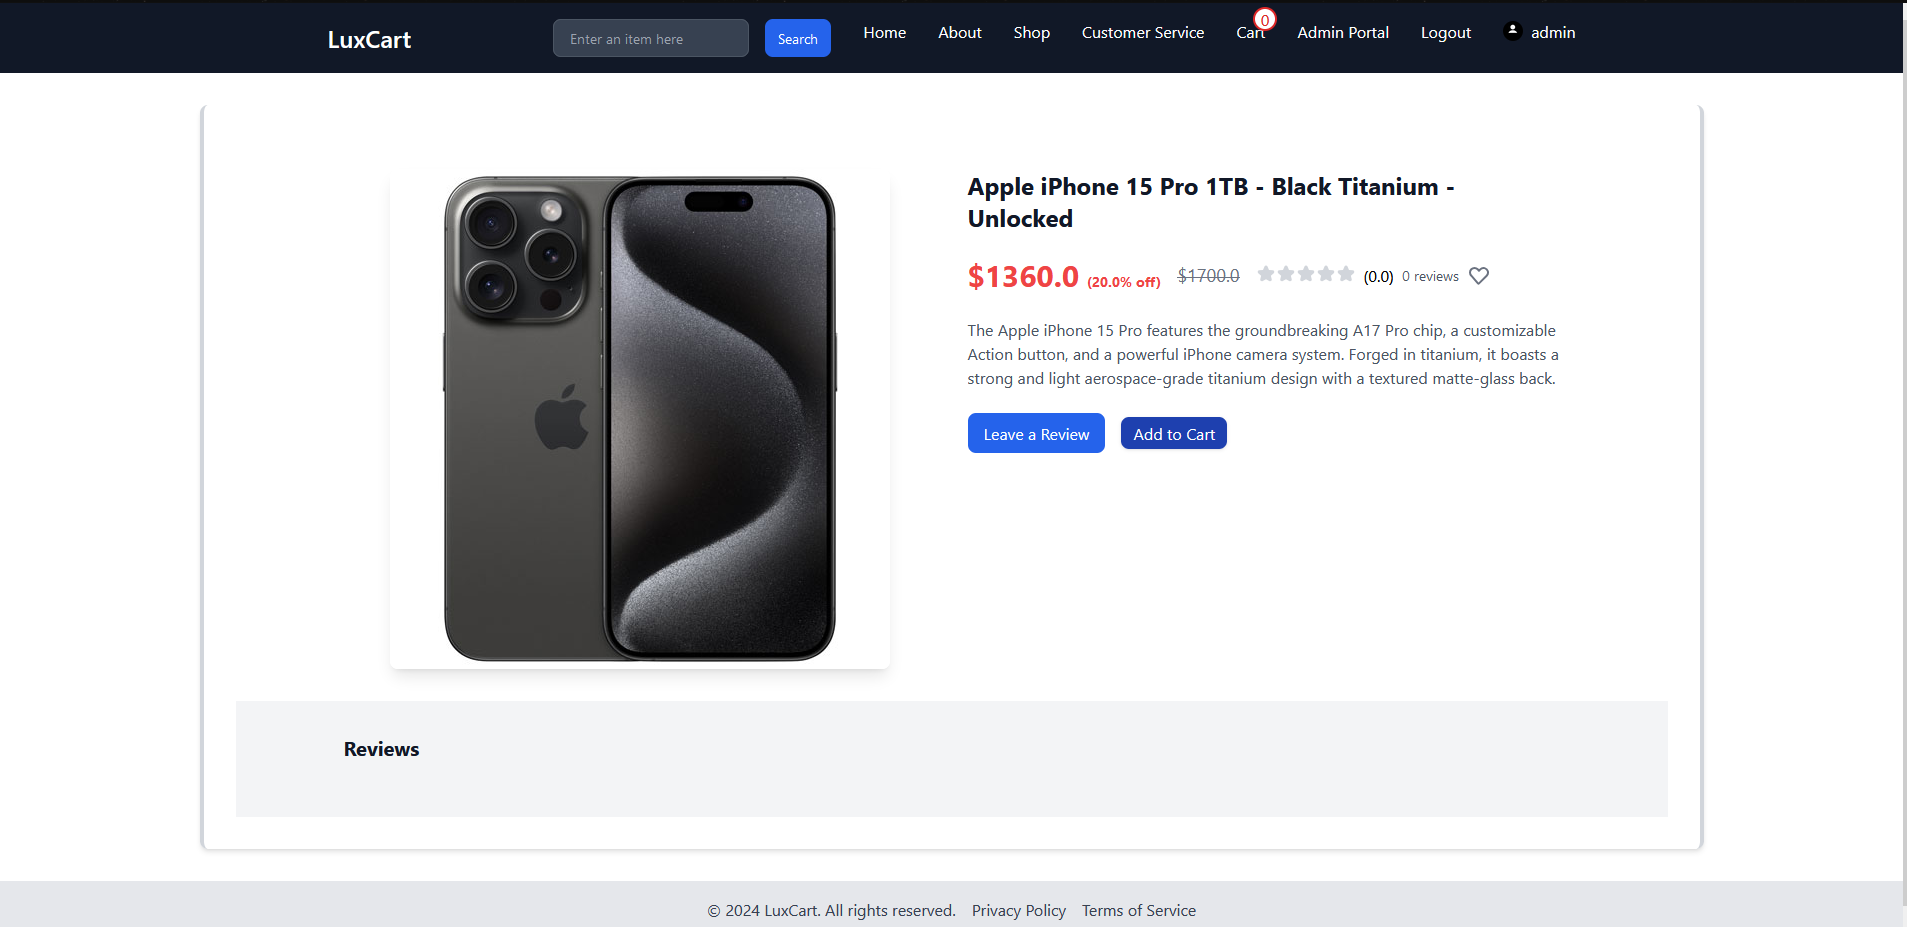 LuxCart
Enter an item here
Search
Home
About
Shop
Customer Service
Cart
0
Admin Portal
Logout
admin
Apple iPhone 15 Pro 1TB - Black Titanium -
Unlocked
$1360.0 (20.0% off) $1700.0 (0.0) 0 reviews
The Apple iPhone 15 Pro features the groundbreaking A17 Pro chip, a customizable
Action button, and a powerful iPhone camera system. Forged in titanium, it boasts a
strong and light aerospace-grade titanium design with a textured matte-glass back.
Leave a Review
Add to Cart
Reviews
© 2024 LuxCart. All rights reserved. Privacy Policy Terms of Service